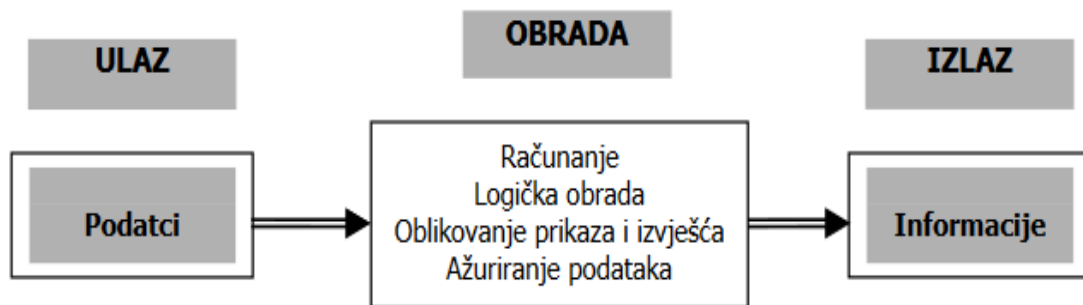 ULAZ
OBRADA
IZLAZ
Podatci
Računanje
Logička obrada
Oblikovanje prikaza i izvješća
Ažuriranje podataka
Informacije